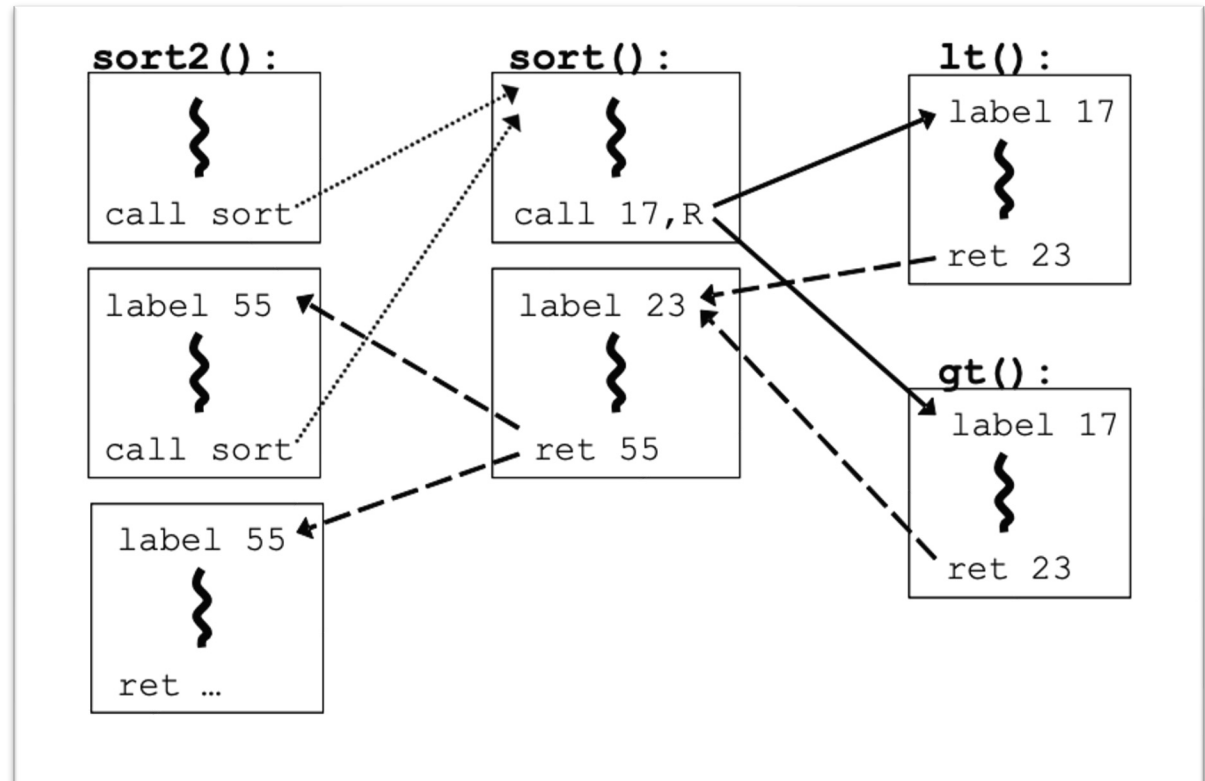 sort2():
call sort
label 55
call sort
label 55
ret …
sort():
call 17,R
label 23
ret 55
lt():
label 17
ret 23
gt():
label 17
ret 23